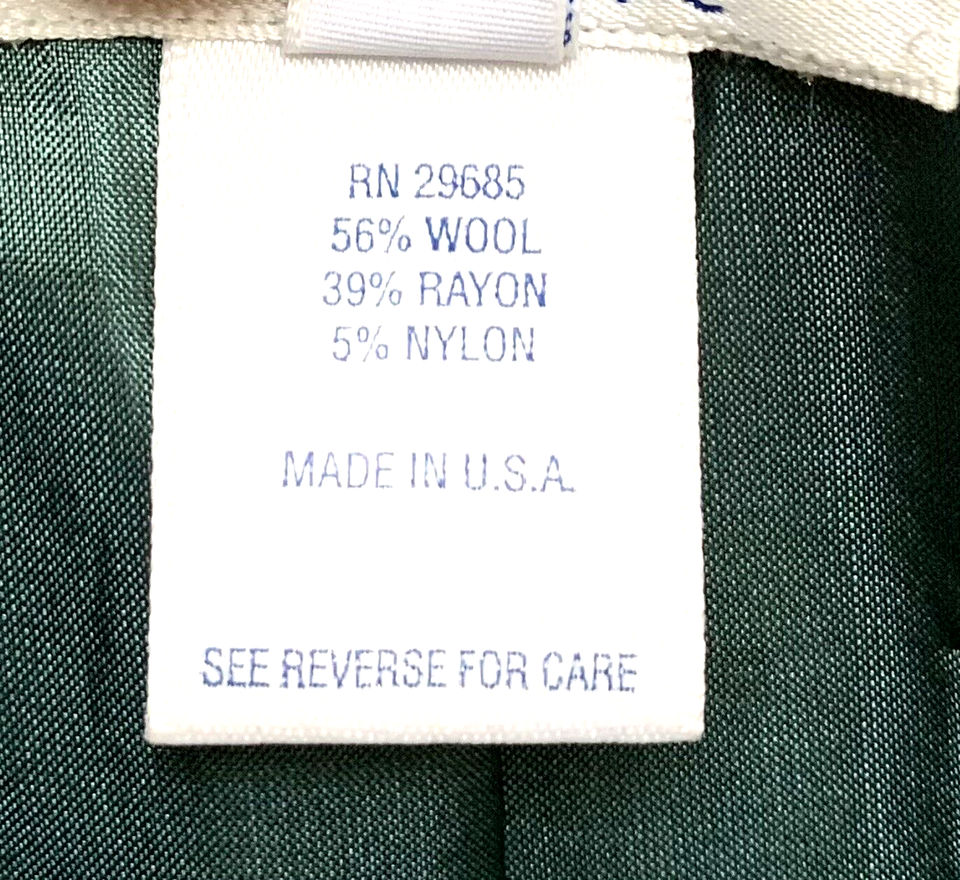 RN 29685
56% WOOL
39% RAYON
5% NYLON
MADE IN U.S.A.
SEE REVERSE FOR CARE